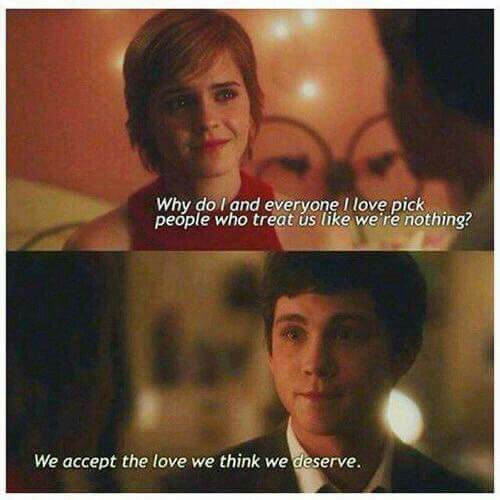 Why do I and everyone I love pick
people who treat us like we're nothing?
We accept the love we think we deserve.